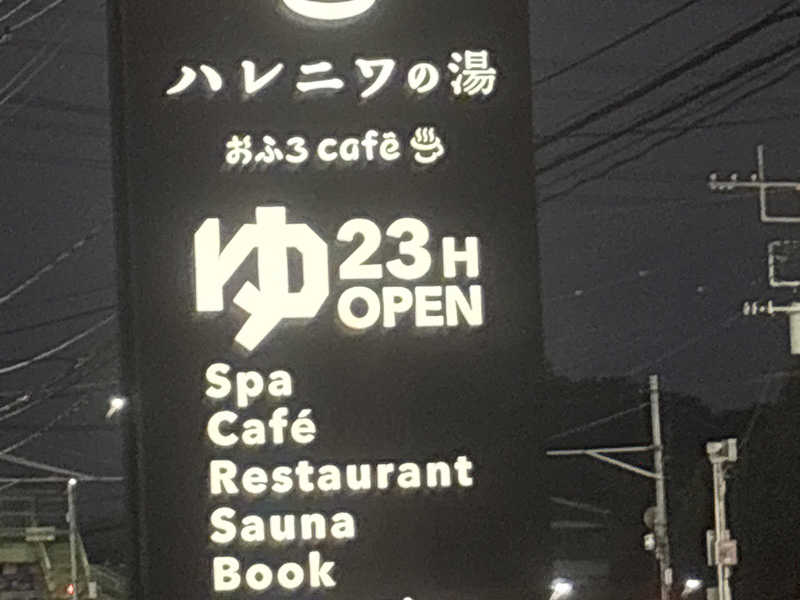 ハレニワの湯
おふろcafé
ゆ 23H
OPEN
Spa
Café
Restaurant
Sauna
Book